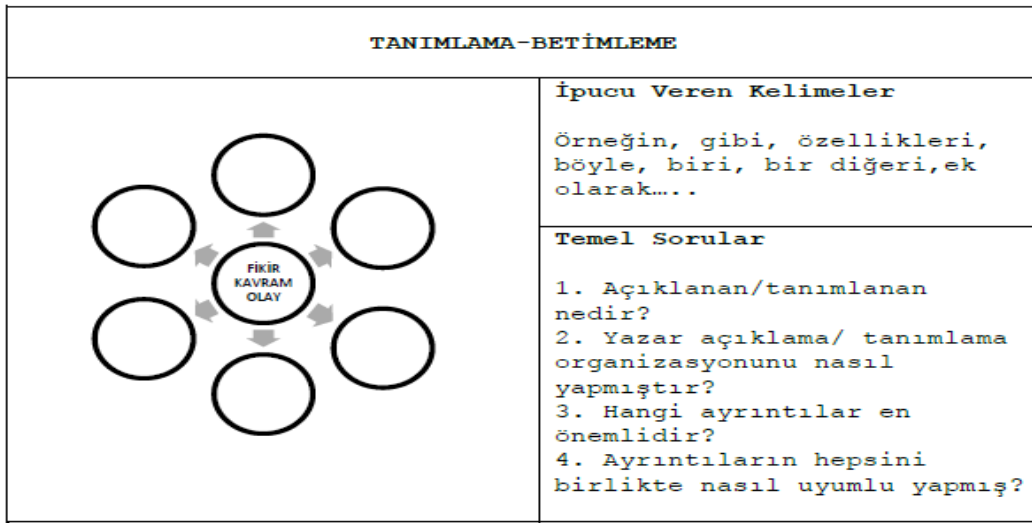 TANIMLAMA-BETİMLEME
FİKİR
KAVRAM
OLAY
İpucu Veren Kelimeler
Örneğin, gibi, özellikleri,
böyle, biri, bir diğeri,ek
olarak…..
Temel Sorular
1. Açıklanan/tanımlanan
nedir?
2. Yazar açıklama/ tanımlama
organizasyonunu nasıl
yapmıştır?
3. Hangi ayrıntılar en
önemlidir?
4. Ayrıntıların hepsini
birlikte nasıl uyumlu yapmış?